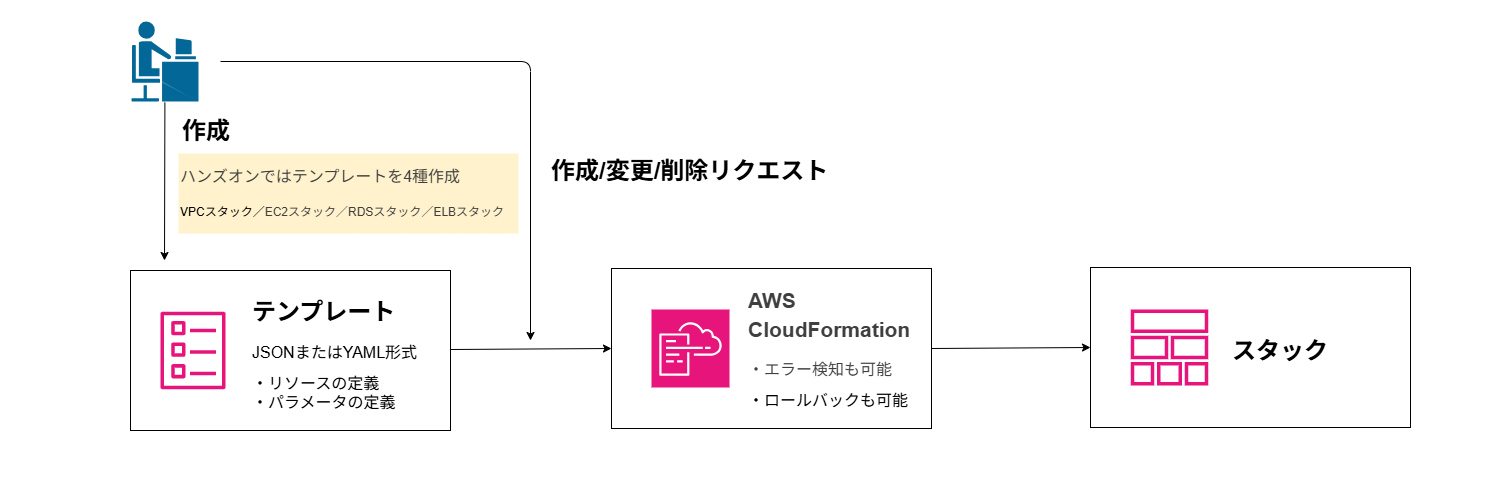 作成
ハンズオンではテンプレートを4種作成
VPCスタック／EC2スタック／RDSスタック／ELBスタック
作成/変更/削除リクエスト
テンプレート
JSONまたはYAML形式
・リソースの定義
・パラメータの定義
AWS
CloudFormation
・エラー検知も可能
・ロールバックも可能
スタック